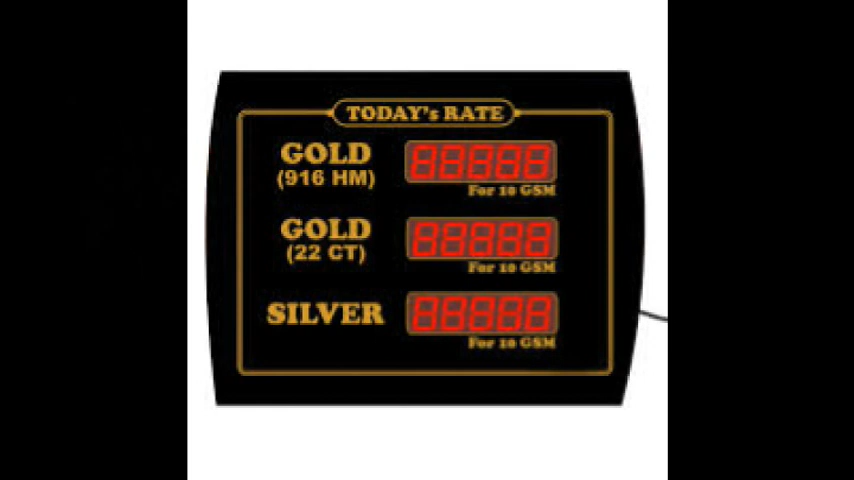 TODAY's RATE
GOLD 88888
(916 HM)
For 10 GSM
GOLD 88888
(22 CT)
For 10 GSM
SILVER 88888
For 10 GSM